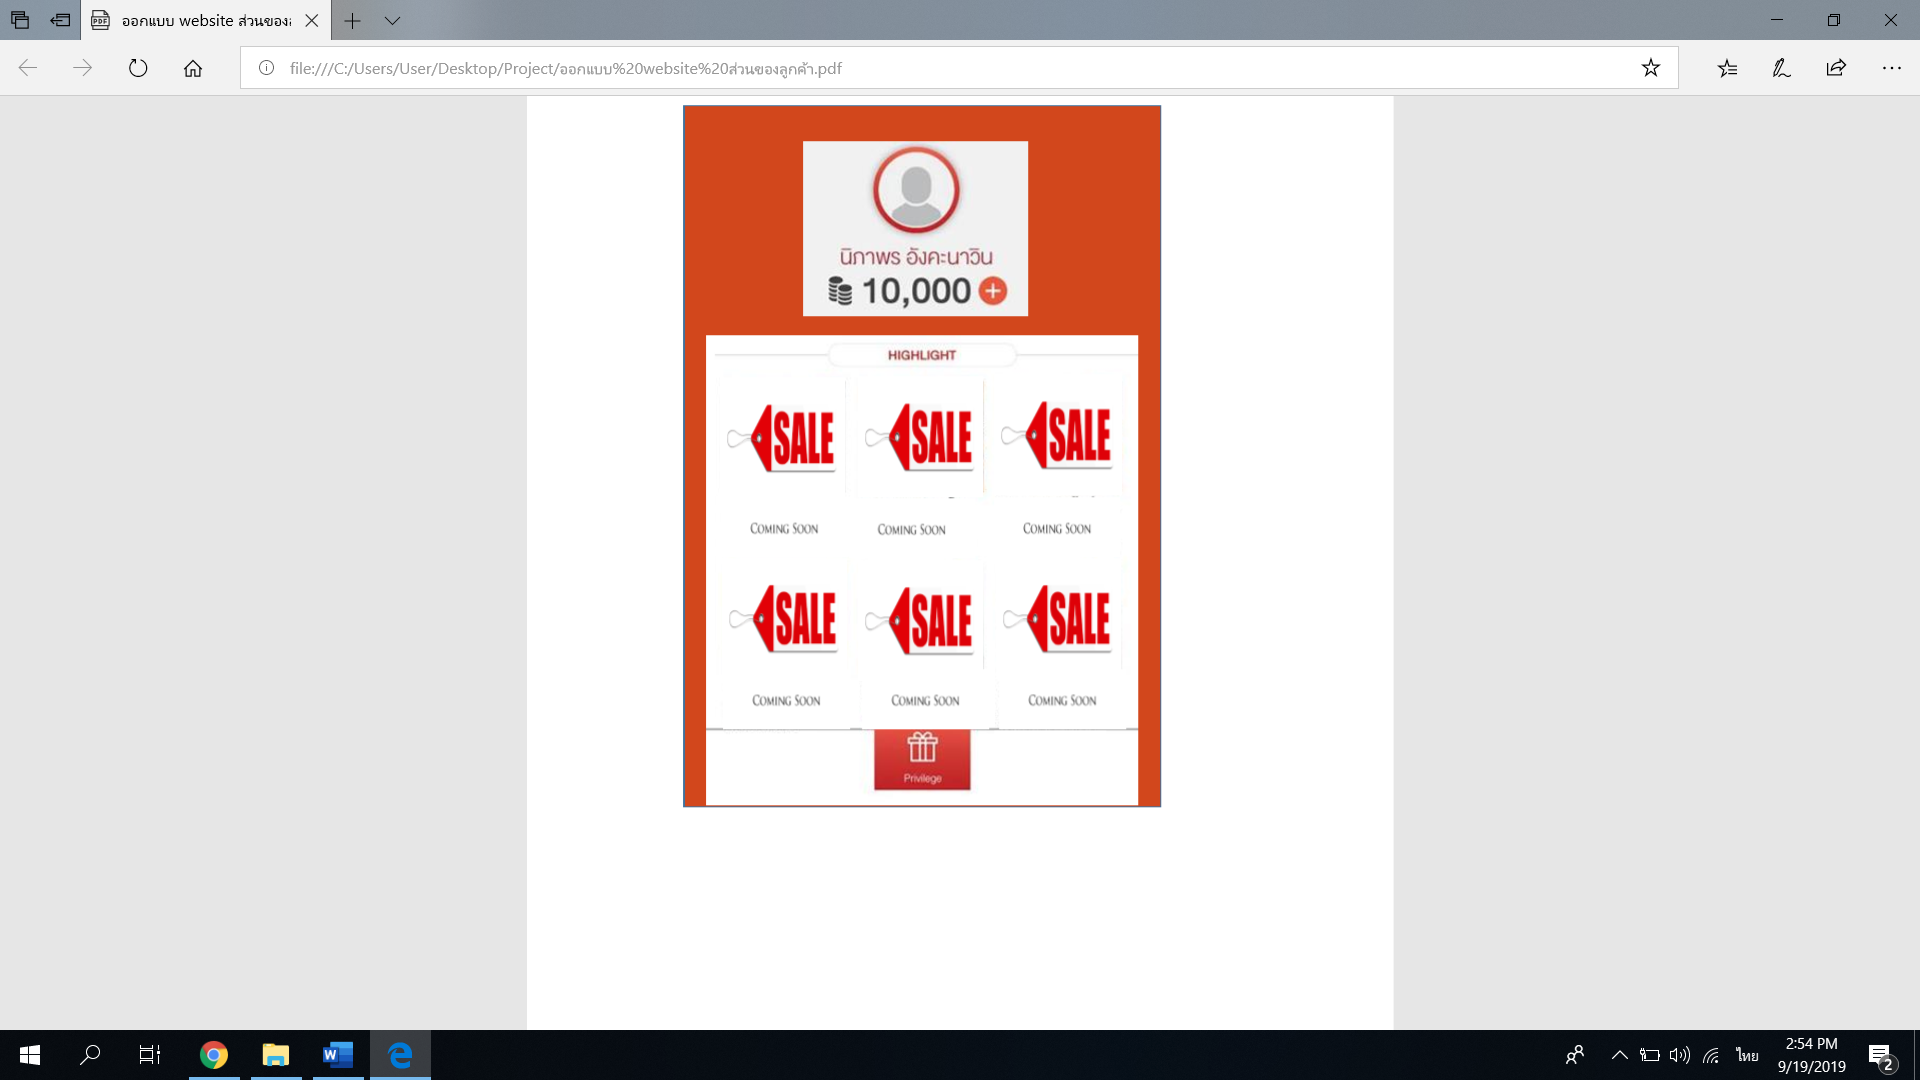 ออกแบบ website ส่วนของ
file:///C:/Users/User/Desktop/Project/ออกแบบ%20website%20ส่วนของลูกค้า.pdf
นิภาพร อังคะนาวิน
10,000
HIGHLIGHT
SALE SALE SALE
COMING SOON COMING SOON COMING SOON
SALE SALE SALE
COMING SOON COMING SOON COMING SOON
Privilege
ไทย
2:54 PM
9/19/2019
2